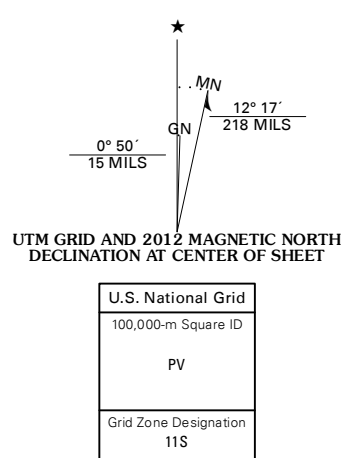 ★
MN
GN
12° 17´
218 MILS
0° 50´
15 MILS
UTM GRID AND 2012 MAGNETIC NORTH
DECLINATION AT CENTER OF SHEET
U.S. National Grid
100,000-m Square ID
PV
Grid Zone Designation
11S